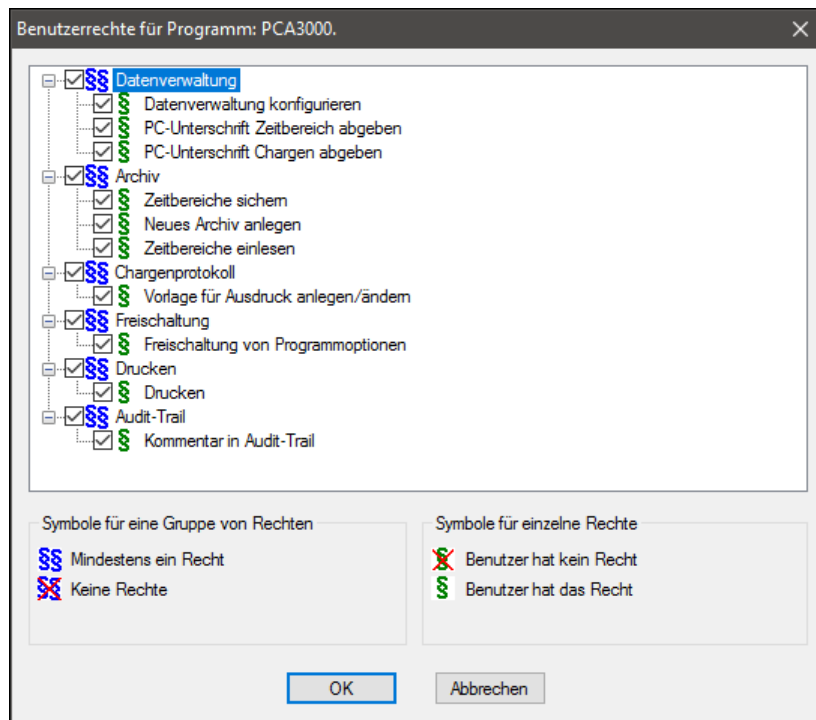 Benutzerrechte für Programm: PCA3000.
§§ Datenverwaltung
§ Datenverwaltung konfigurieren
§ PC-Unterschrift Zeitbereich abgeben
§ PC-Unterschrift Chargen abgeben
§§ Archiv
§ Zeitbereiche sichern
§ Neues Archiv anlegen
§ Zeitbereiche einlesen
§§ Chargenprotokoll
§ Vorlage für Ausdruck anlegen/ändern
§§ Freischaltung
§ Freischaltung von Programmoptionen
§§ Drucken
§ Drucken
§§ Audit-Trail
§ Kommentar in Audit-Trail
Symbole für eine Gruppe von Rechten
§§ Mindestens ein Recht
§§ Keine Rechte
Symbole für einzelne Rechte
§ Benutzer hat kein Recht
§ Benutzer hat das Recht
OK
Abbrechen